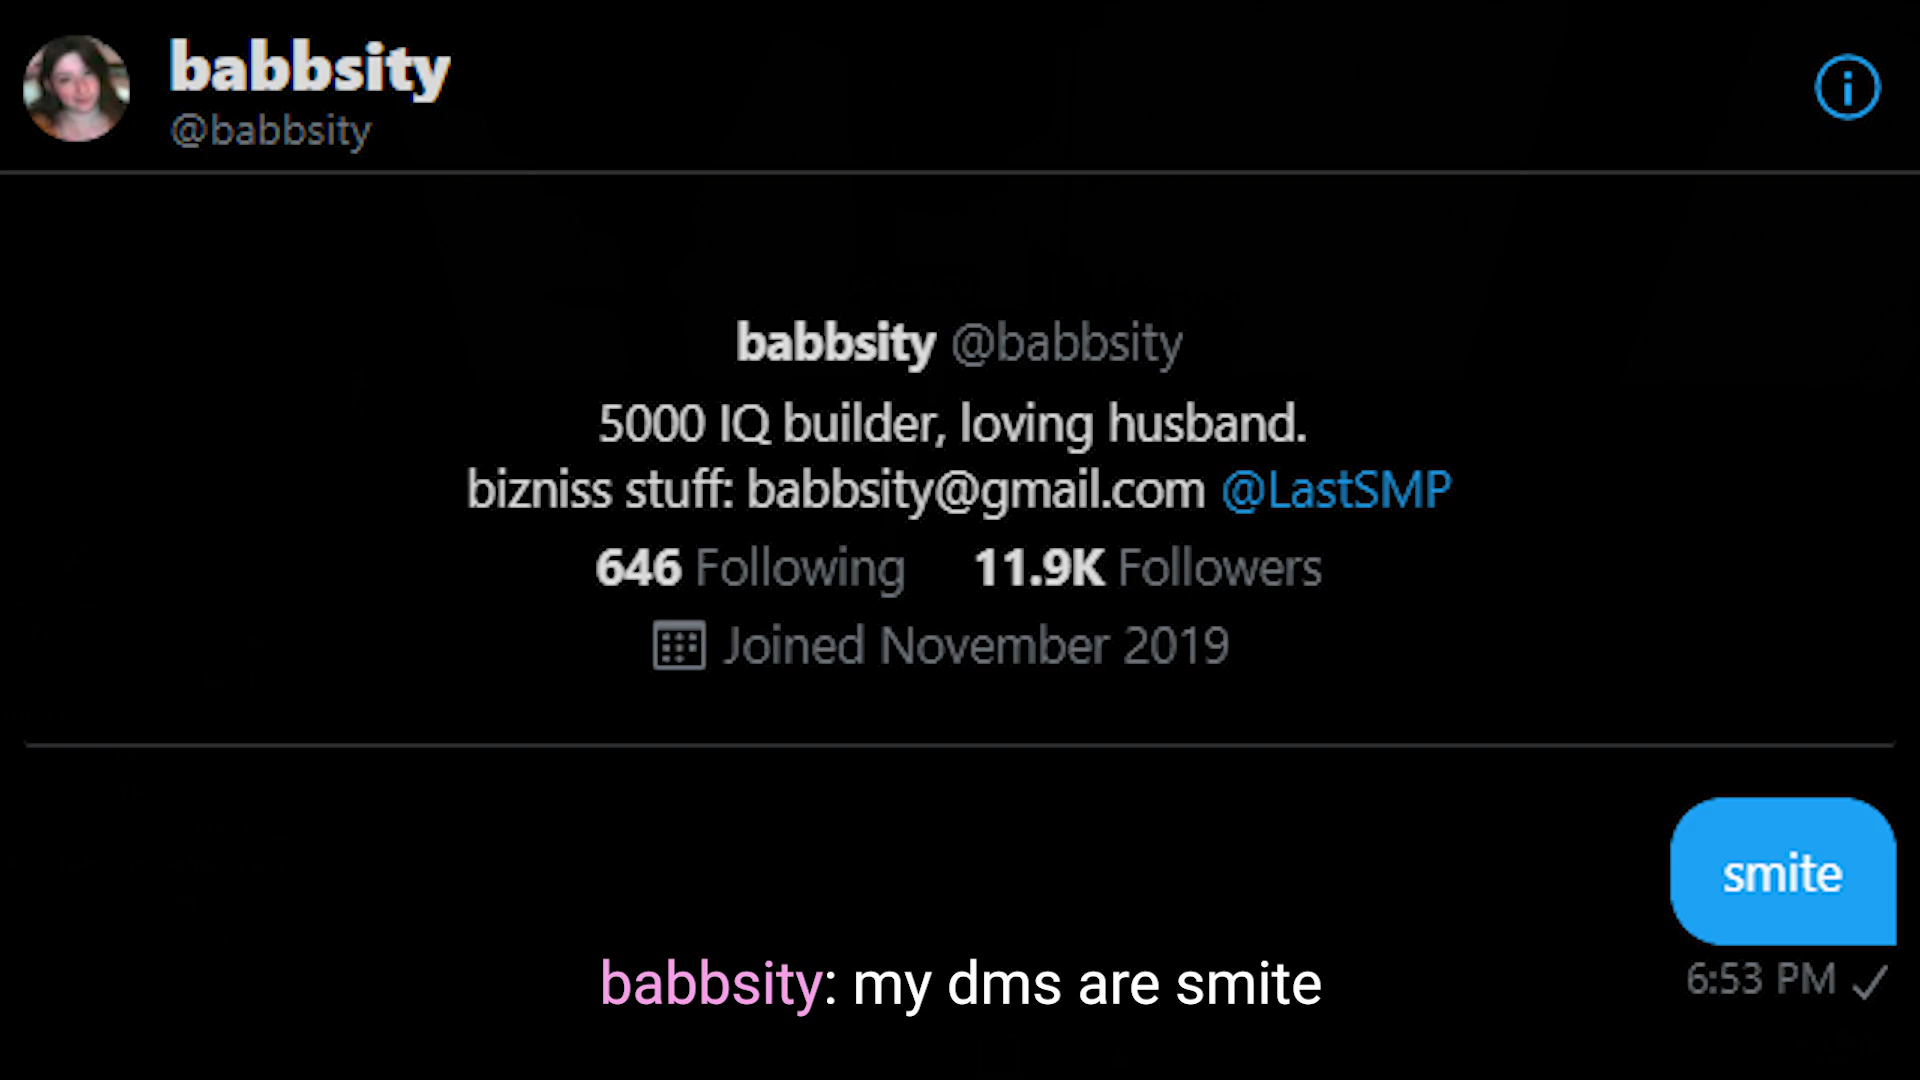 babbsity
@babbsity
babbsity @babbsity
5000 IQ builder, loving husband.
bizniss stuff: babbsity@gmail.com @LastSMP
646 Following 11.9K Followers
Joined November 2019
smite
6:53 PM
babbsity: my dms are smite